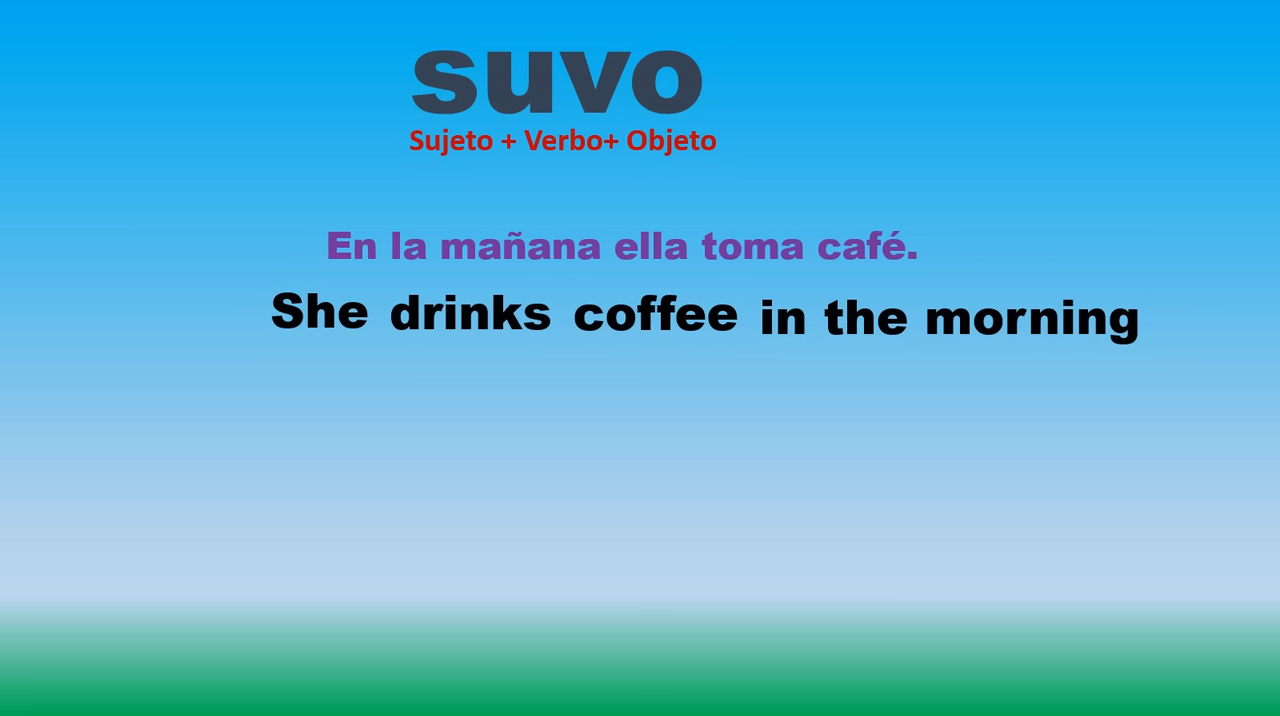 suvo
Sujeto + Verbo+ Objeto
En la mañana ella toma café.
She drinks coffee in the morning